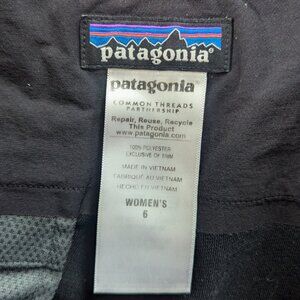 patagonia®
patagonia®
COMMON THREADS
PARTNERSHIP
Repair, Reuse, Recycle
This Product
www.patagonia.com
100% POLYESTER
EXCLUSIVE OF TRIM
MADE IN VIETNAM
FABRIQUÉ AU VIETNAM
HECHO EN VIETNAM
WOMEN'S
6